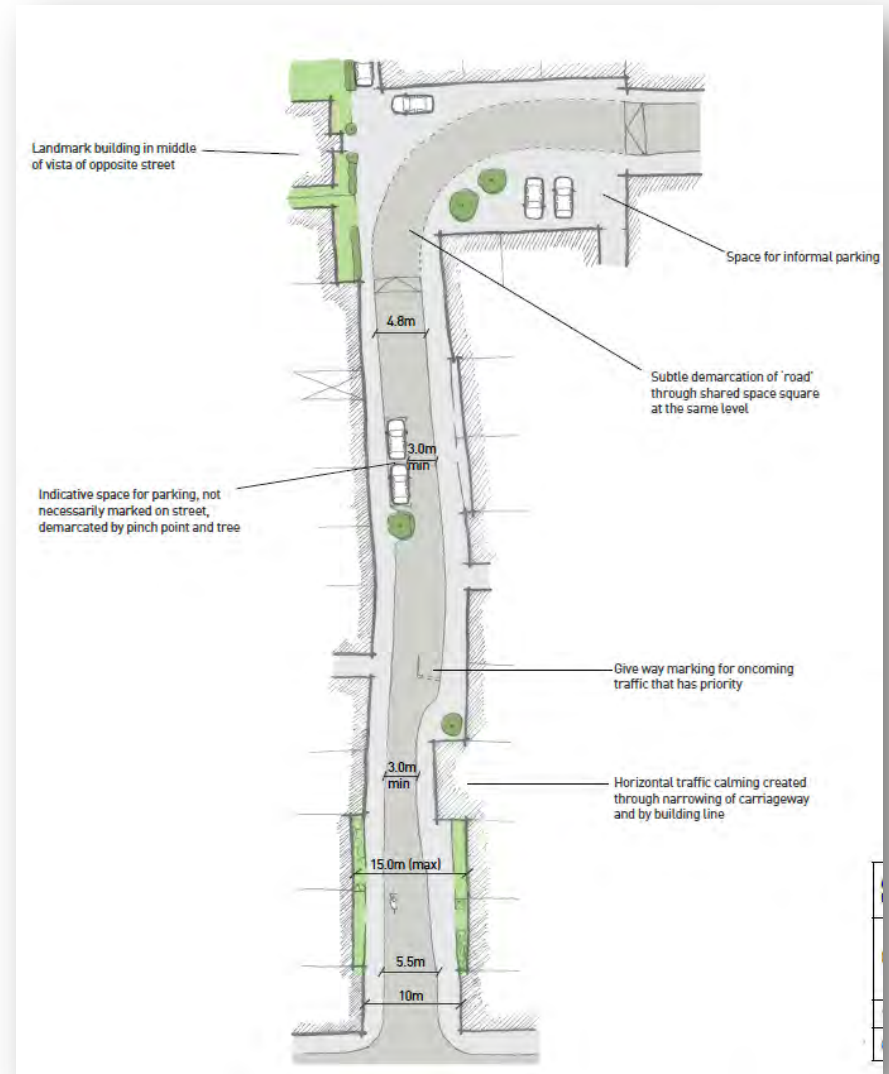 Landmark building in middle
of vista of opposite street
Space for informal parking
4.8m
Subtle demarcation of 'road'
through shared space square
at the same level
3.0m
min
Indicative space for parking, not
necessarily marked on street,
demarcated by pinch point and tree
Give way marking for oncoming
traffic that has priority
3.0m
min
Horizontal traffic calming created
through narrowing of carriageway
and by building line
15.0m (max)
5.5m
10m